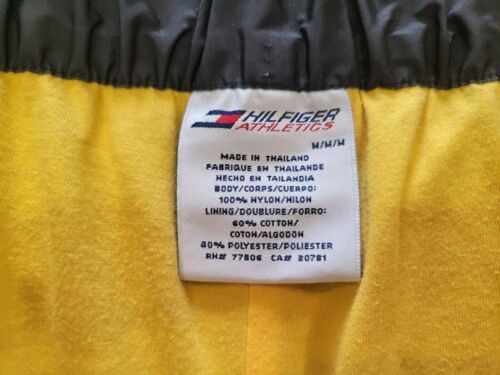 HILFIGER
ATHLETICS
M/M/M
MADE IN THAILAND
FABRIQUE EN THAILANDE
HECHO EN TAILANDIA
BODY/CORPS/CUERPO:
100% NYLON/NILON
LINING/DOUBLURE/FORRO:
60% COTTON/
COTON/ALGODON
40% POLYESTER/POLIESTER
RN# 77806 CA# 20781